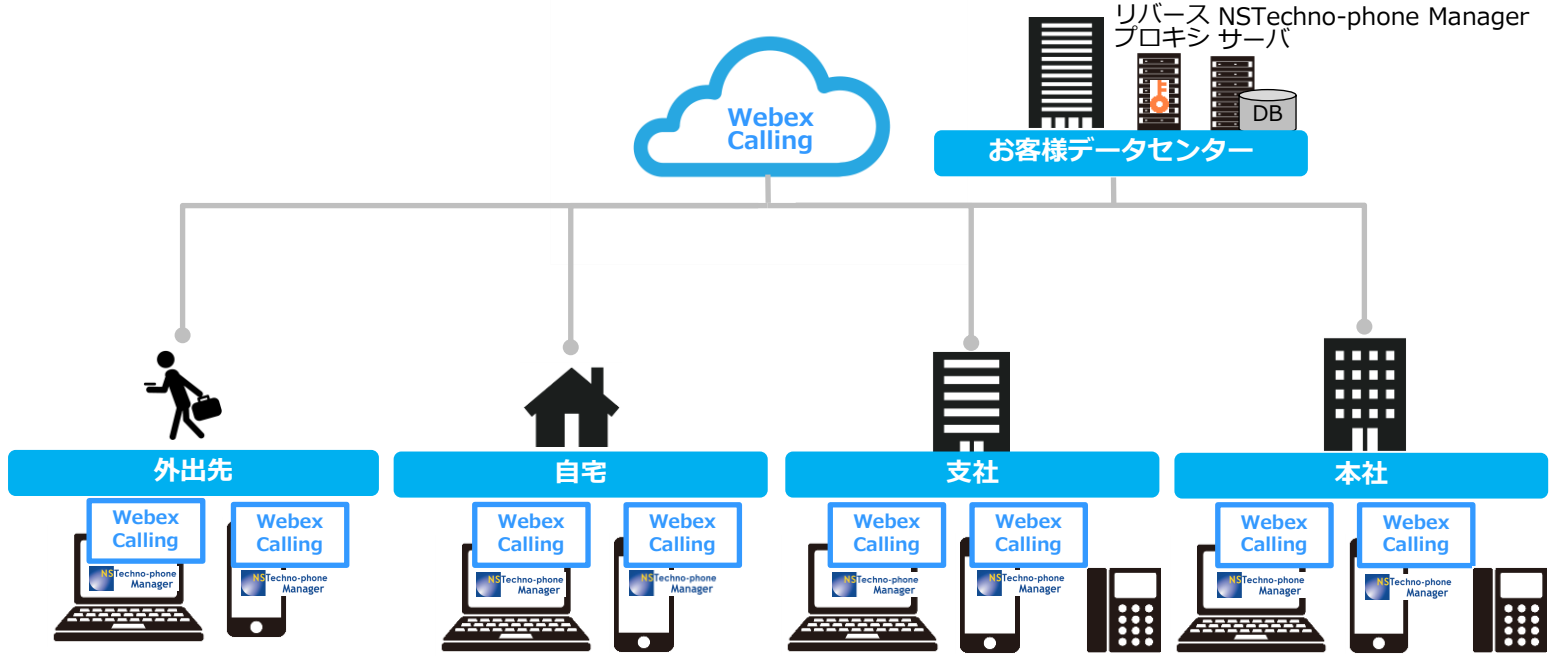 リバース NSTechno-phone Manager
プロキシ サーバ
Webex
Calling
DB
お客様データセンター
外出先
自宅
支社
本社
Webex
Calling
Webex
Calling
Webex
Calling
Webex
Calling
Webex
Calling
Webex
Calling
Webex
Calling
Webex
Calling
NSTechno-phone
Manager
NSTechno-phone
Manager
NSTechno-phone
Manager
NSTechno-phone
Manager
NSTechno-phone
Manager
NSTechno-phone
Manager
NSTechno-phone
Manager
NSTechno-phone
Manager